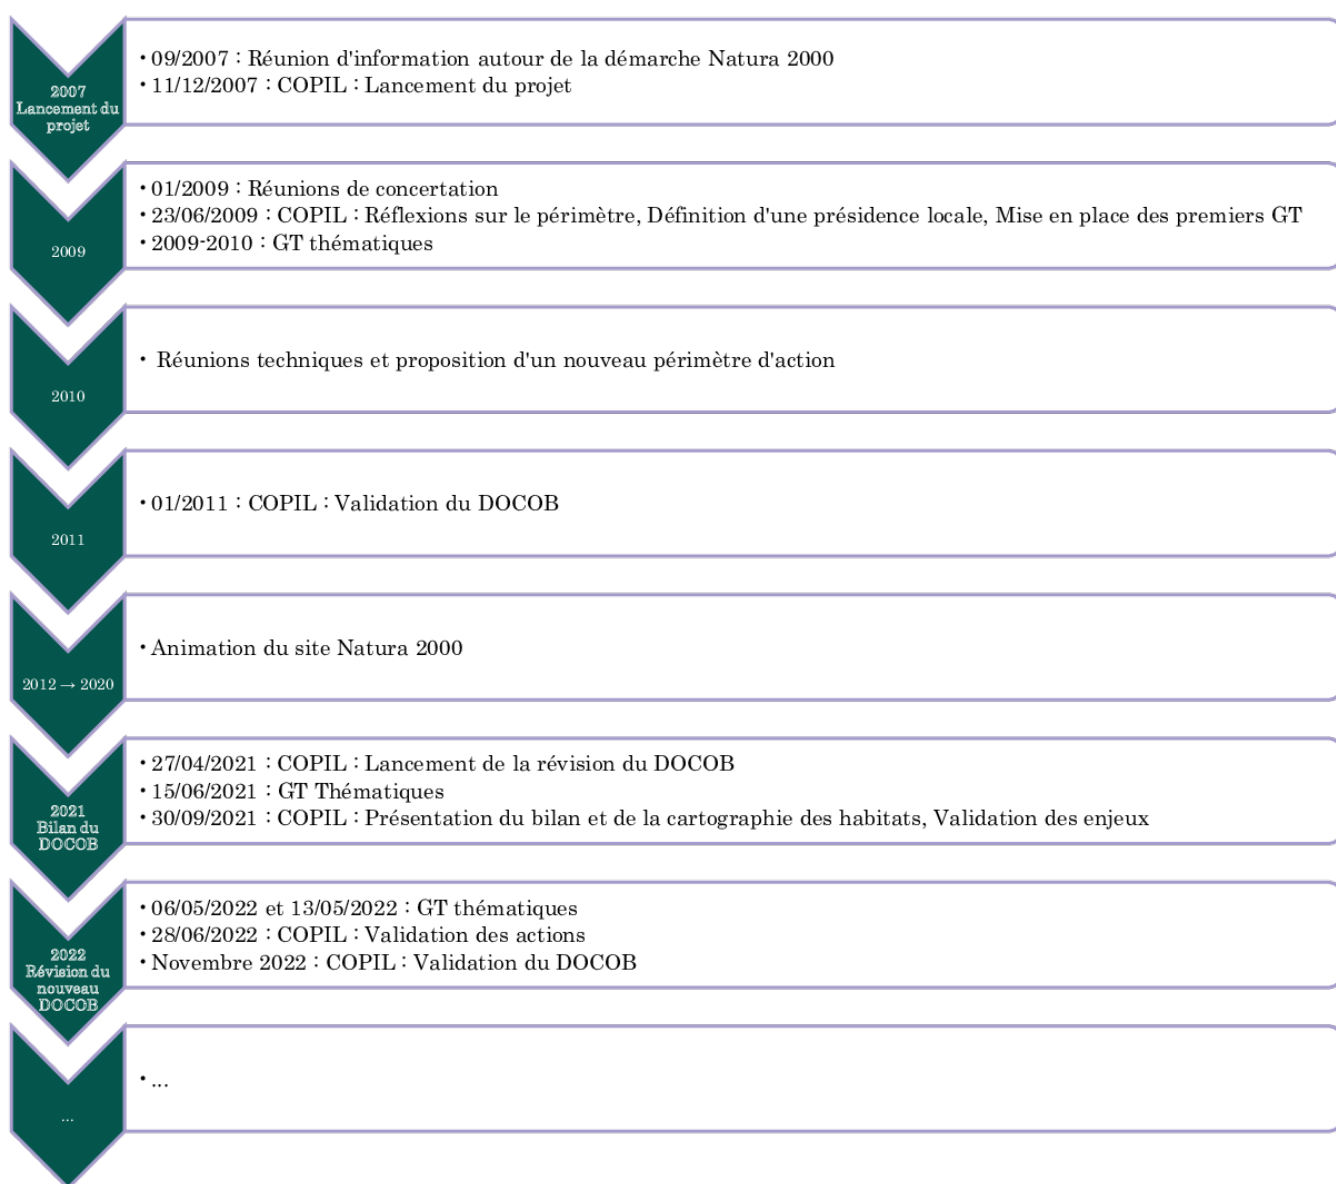 2007
Lancement du
projet
• 09/2007 : Réunion d'information autour de la démarche Natura 2000
• 11/12/2007 : COPIL : Lancement du projet
2009
• 01/2009 : Réunions de concertation
• 23/06/2009 : COPIL : Réflexions sur le périmètre, Définition d'une présidence locale, Mise en place des premiers GT
• 2009-2010 : GT thématiques
2010
• Réunions techniques et proposition d'un nouveau périmètre d'action
2011
• 01/2011 : COPIL : Validation du DOCOB
2012 → 2020
• Animation du site Natura 2000
2021
Bilan du
DOCOB
• 27/04/2021 : COPIL : Lancement de la révision du DOCOB
• 15/06/2021 : GT Thématiques
• 30/09/2021 : COPIL : Présentation du bilan et de la cartographie des habitats, Validation des enjeux
2022
Révision du
nouveau
DOCOB
• 06/05/2022 et 13/05/2022 : GT thématiques
• 28/06/2022 : COPIL : Validation des actions
• Novembre 2022 : COPIL : Validation du DOCOB
...
• ...